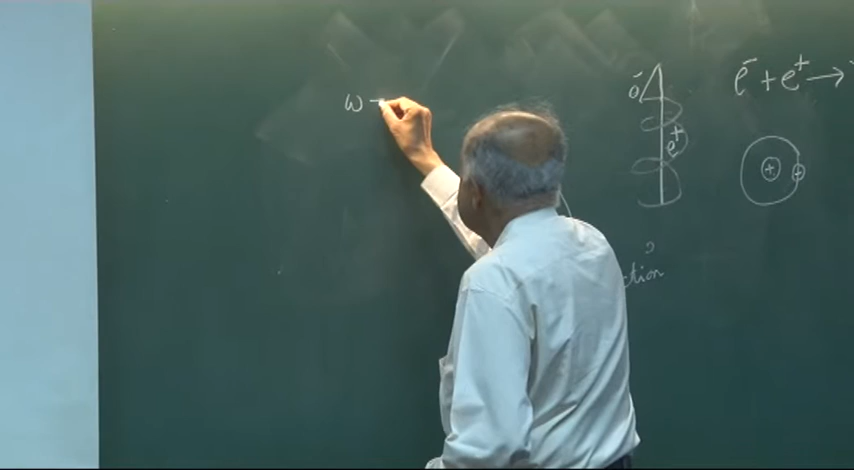 ω -
ē + e⁺ →
ō
e⁺
+
+
ction